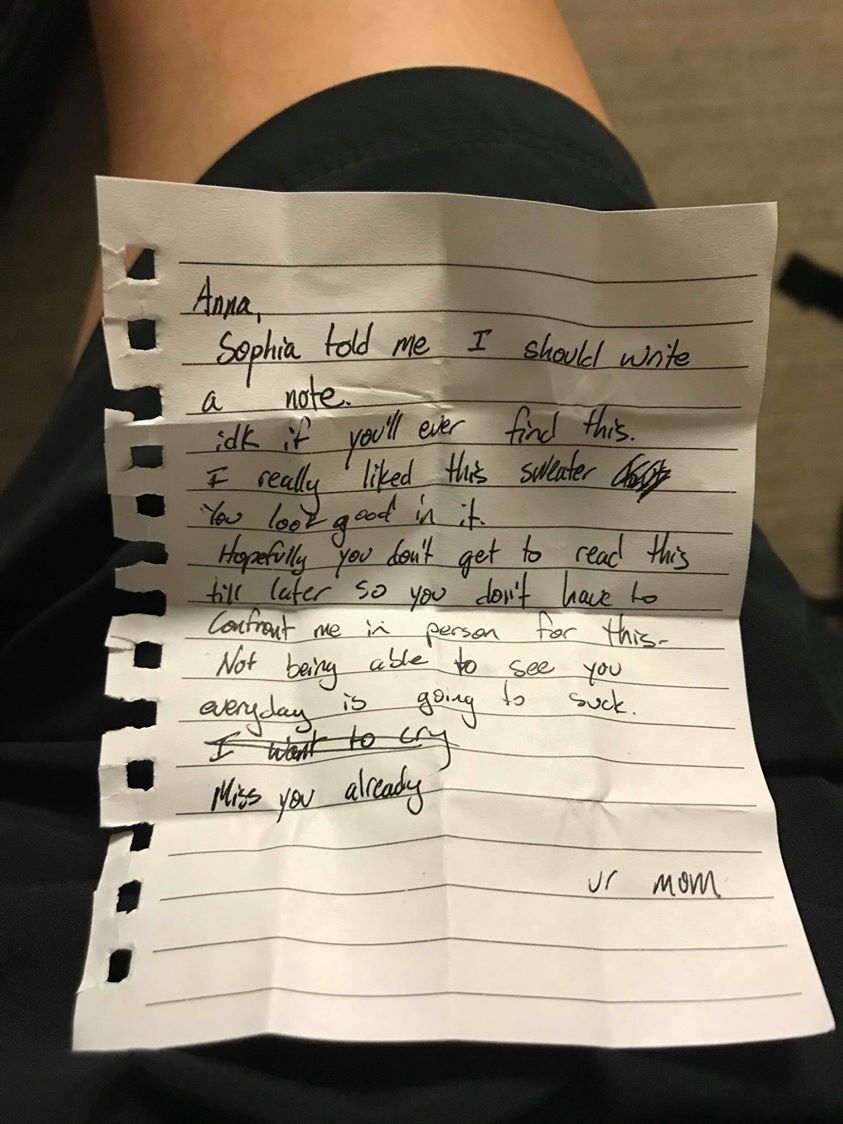 Anna,
Sophia told me I should write
a note.
idk if you'll ever find this.
I really liked this sweater
You look good in it.
Hopefully you don't get to read this
till later so you don't have to
Confront me in person for this.
Not being able to see you
everyday is going to suck.
I want to cry
Miss you already
ur mom